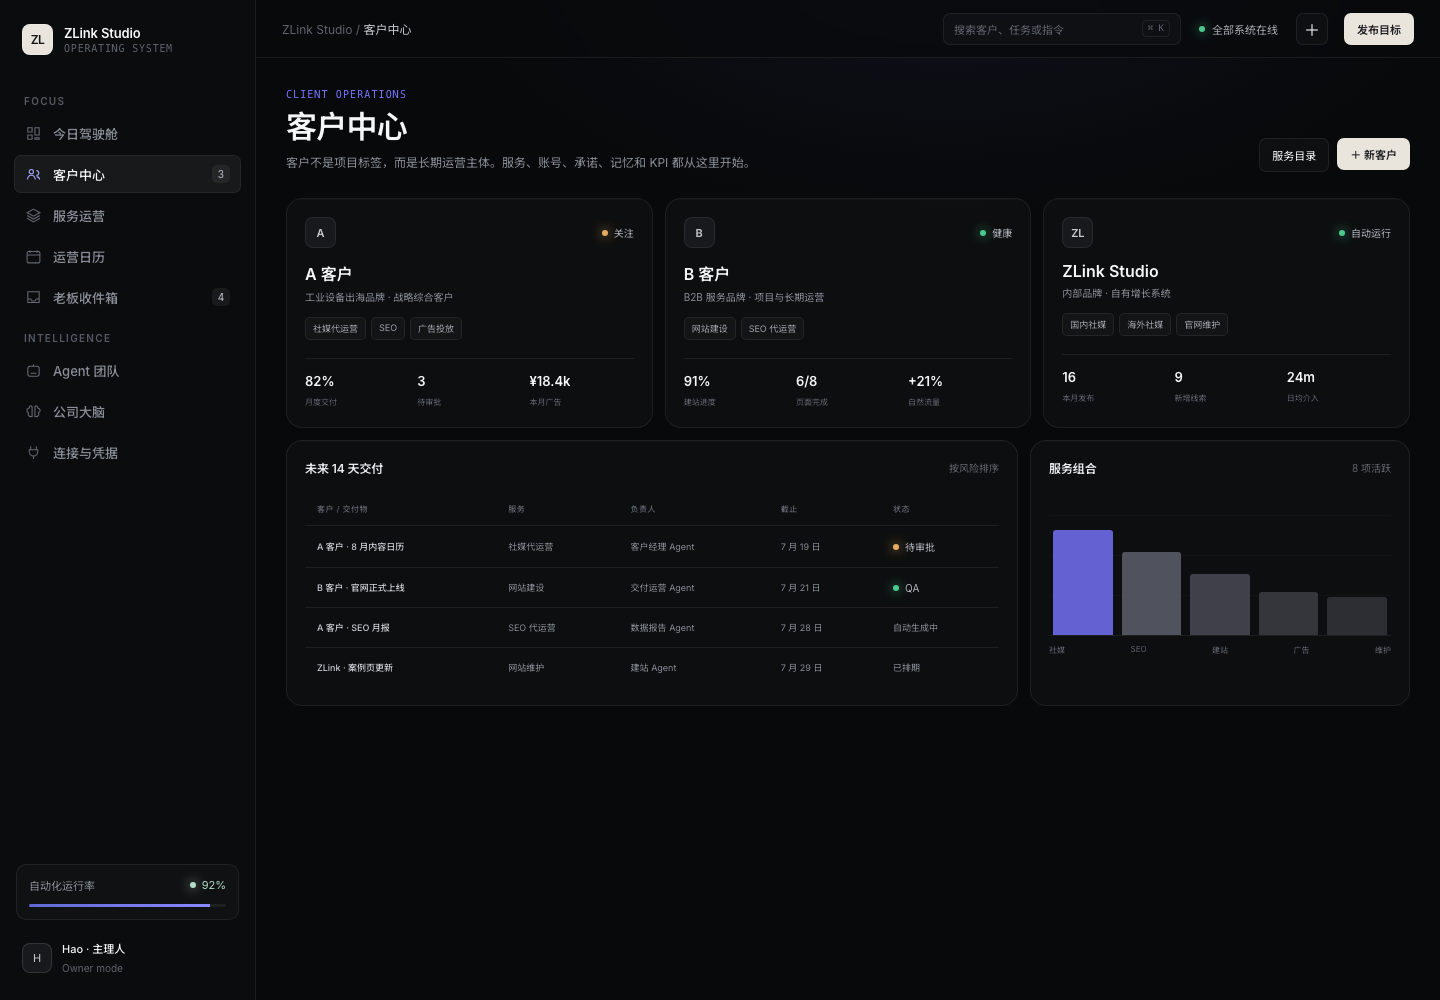 ZL
ZLink Studio
OPERATING SYSTEM
FOCUS
今日驾驶舱
客户中心 3
服务运营
运营日历
老板收件箱 4
INTELLIGENCE
Agent 团队
公司大脑
连接与凭据
自动化运行率 92%
H
Hao · 主理人
Owner mode
ZLink Studio / 客户中心
搜索客户、任务或指令 ⌘ K
全部系统在线
+
发布目标
CLIENT OPERATIONS
客户中心
客户不是项目标签，而是长期运营主体。服务、账号、承诺、记忆和 KPI 都从这里开始。
服务目录
+ 新客户
A 关注
A 客户
工业设备出海品牌 · 战略综合客户
社媒代运营 SEO 广告投放
82% 3 ¥18.4k
月度交付 待审批 本月广告
B 健康
B 客户
B2B 服务品牌 · 项目与长期运营
网站建设 SEO 代运营
91% 6/8 +21%
建站进度 页面完成 自然流量
ZL 自动运行
ZLink Studio
内部品牌 · 自有增长系统
国内社媒 海外社媒 官网维护
16 9 24m
本月发布 新增线索 日均介入
未来 14 天交付 按风险排序
客户 / 交付物 服务 负责人 截止 状态
A 客户 · 8 月内容日历 社媒代运营 客户经理 Agent 7 月 19 日 待审批
B 客户 · 官网正式上线 网站建设 交付运营 Agent 7 月 21 日 QA
A 客户 · SEO 月报 SEO 代运营 数据报告 Agent 7 月 28 日 自动生成中
ZLink · 案例页更新 网站维护 建站 Agent 7 月 29 日 已排期
服务组合 8 项活跃
社媒 SEO 建站 广告 维护